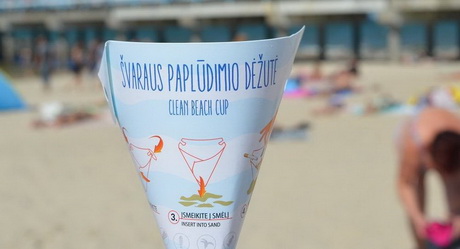 ŠVARAUS PAPLŪDIMIO DĖŽUTĖ
CLEAN BEACH CUP
3. ĮSMEIKITE Į SMĖLĮ
INSERT INTO SAND